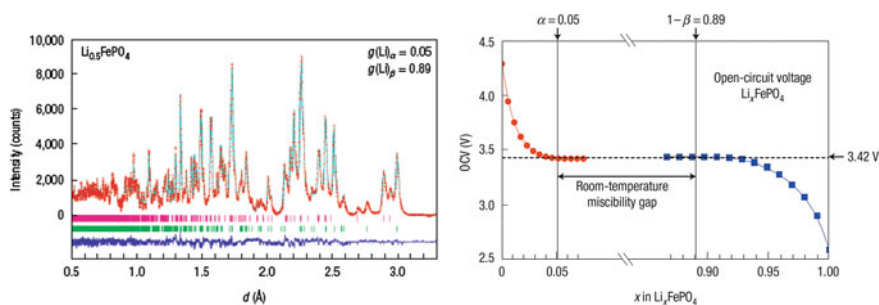 10,000
8,000
6,000
4,000
2,000
0
Intensity (counts)
Li0.5FePO4
g(Li)α = 0.05
g(Li)β = 0.89
0.5 1.0 1.5 2.0 2.5 3.0
d (Å)
α = 0.05
1–β = 0.89
4.5
4.0
3.5
3.0
2.5
OCV (V)
Open-circuit voltage
LixFePO4
3.42 V
Room-temperature
miscibility gap
0 0.05 0.90 0.95 1.00
x in LixFePO4